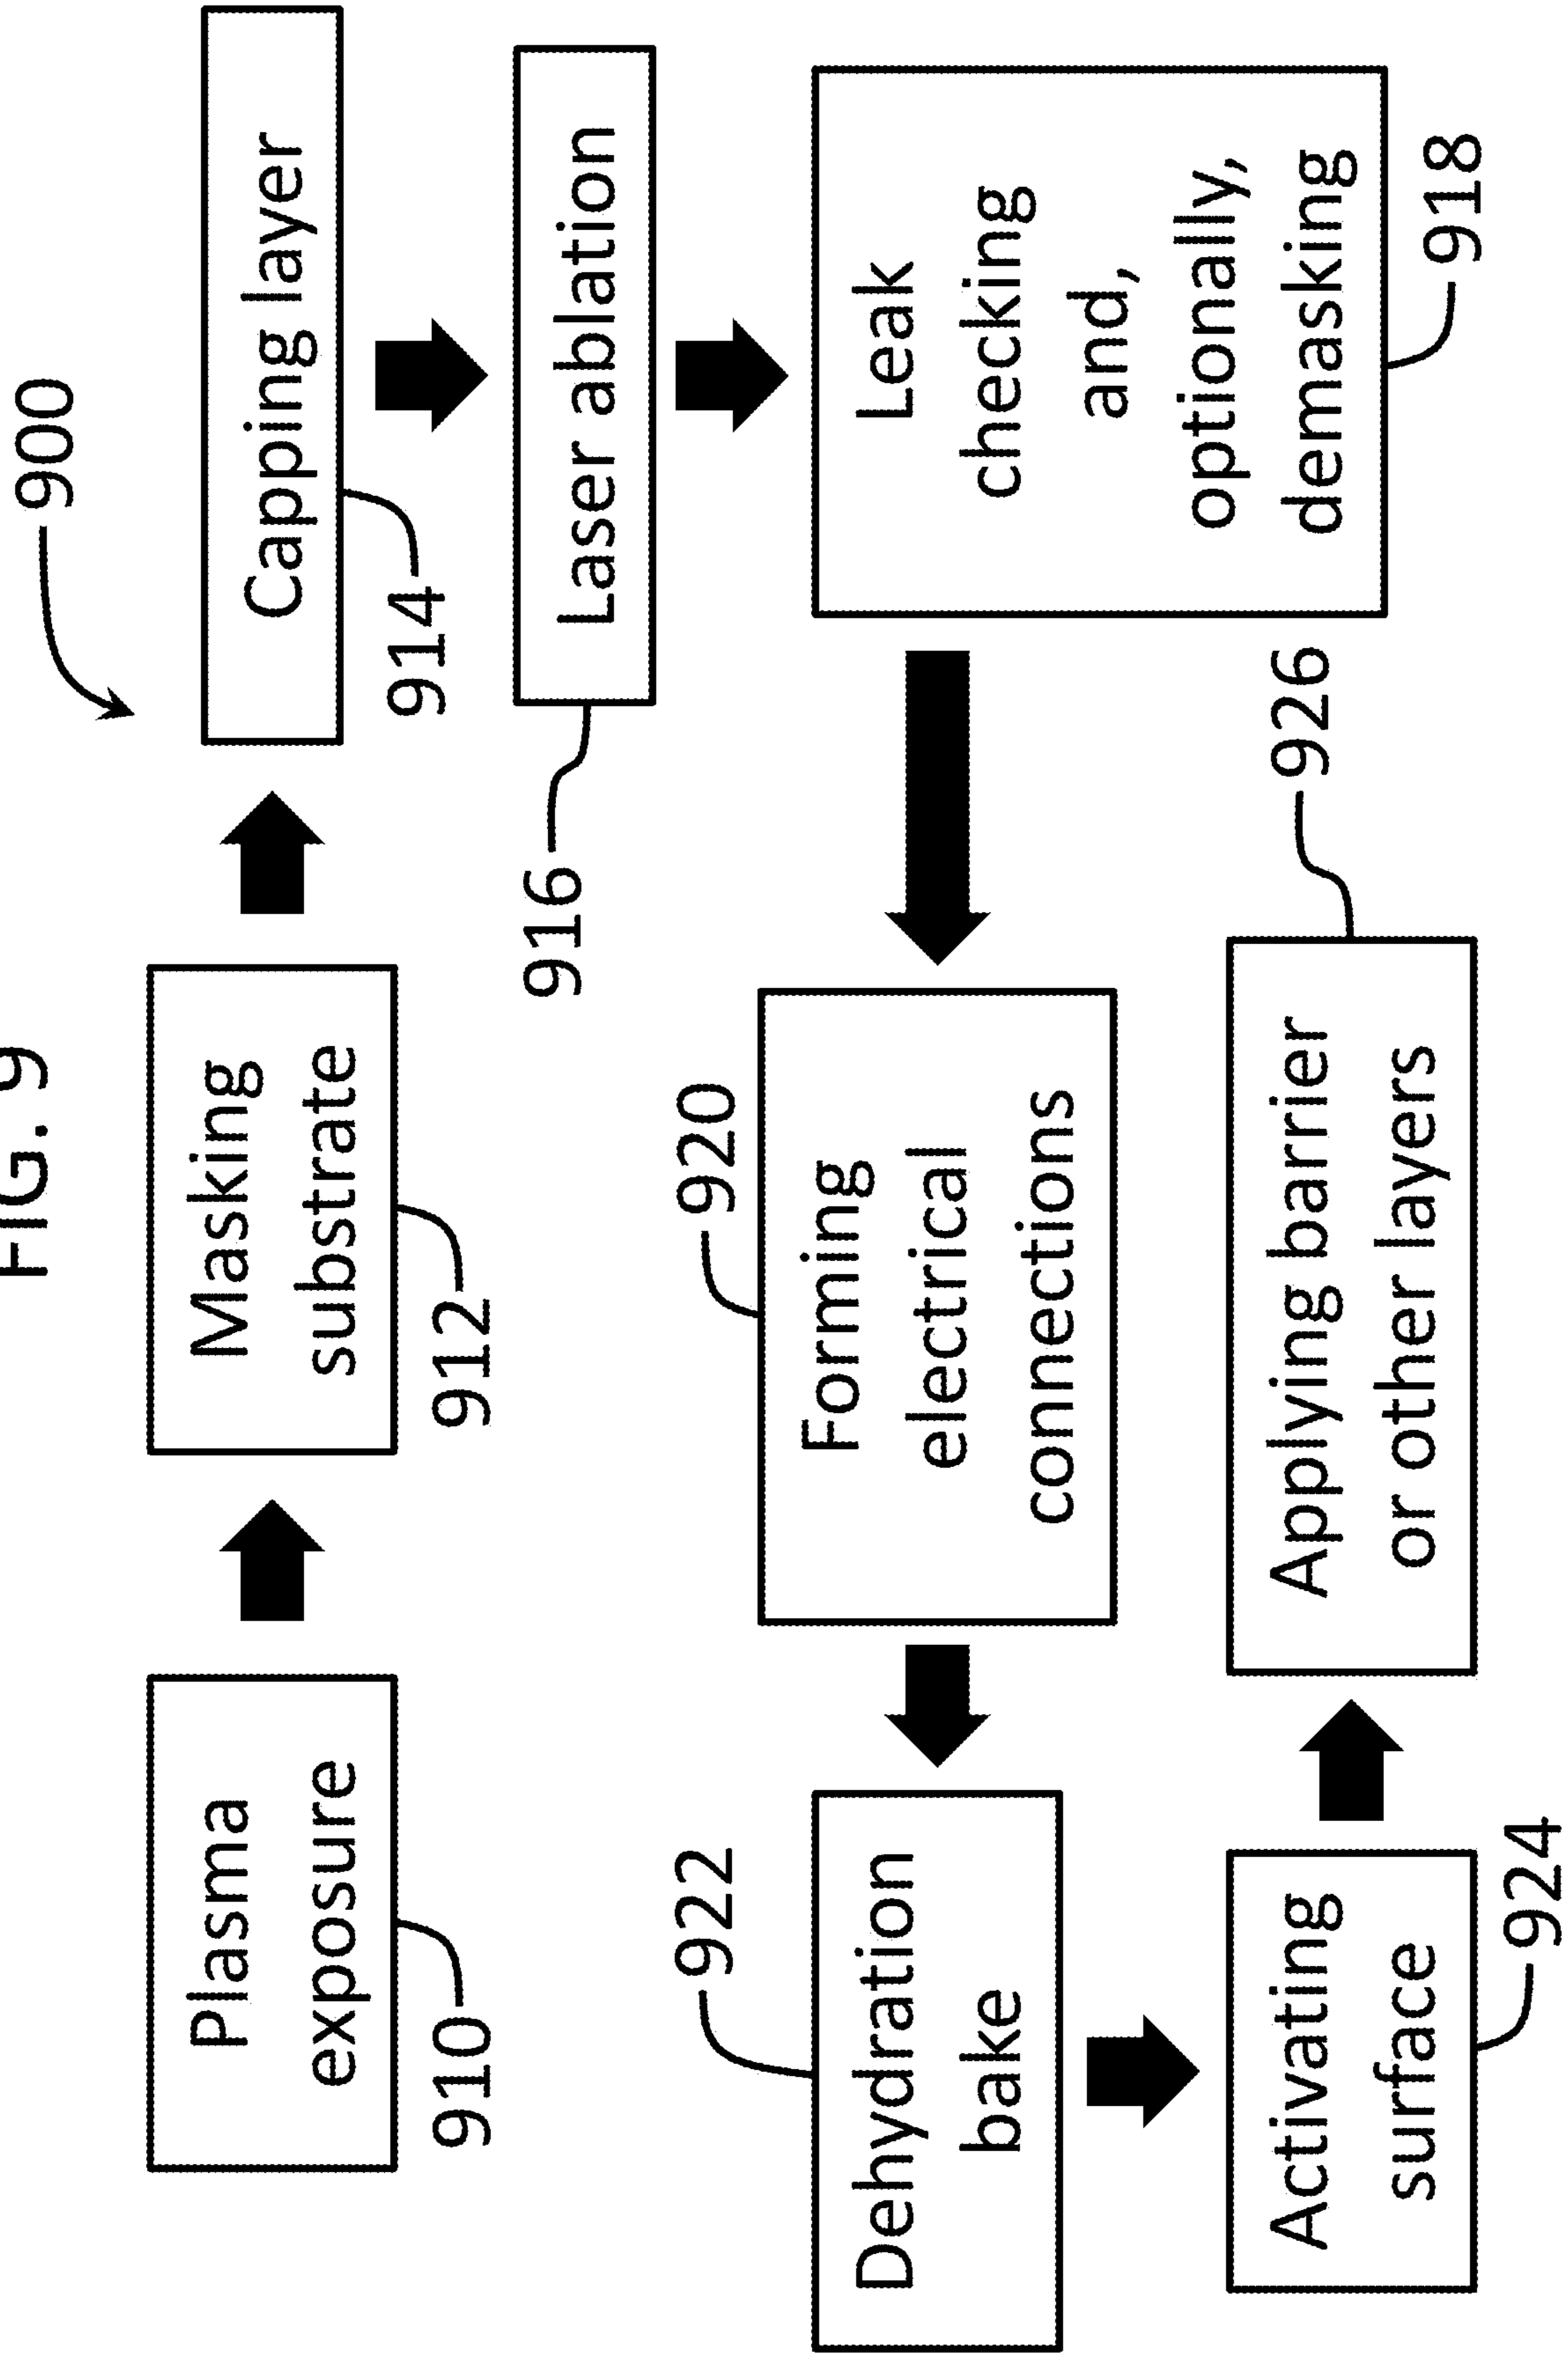 FIG. 9
900
Plasma
exposure
910
Masking
substrate
912
Capping layer
914
Laser ablation
916
Leak
checking
and,
optionally,
demasking
918
Forming
electrical
connections
920
Dehydration
bake
922
Activating
surface
924
Applying barrier
or other layers
926